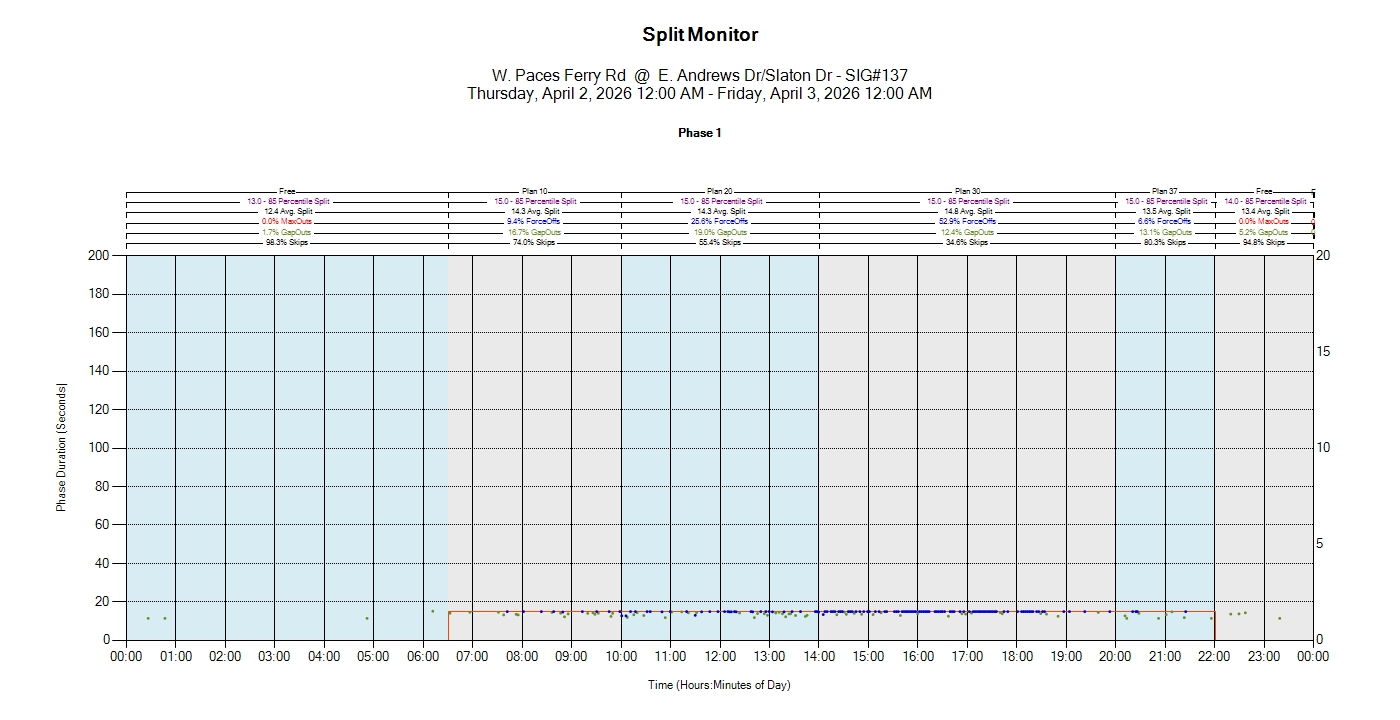 Split Monitor
W. Paces Ferry Rd @ E. Andrews Dr/Slaton Dr - SIG#137
Thursday, April 2, 2026 12:00 AM - Friday, April 3, 2026 12:00 AM
Phase 1
Free Plan 10 Plan 20 Plan 30 Plan 37 Free
13.0 - 85 Percentile Split 15.0 - 85 Percentile Split 15.0 - 85 Percentile Split 15.0 - 85 Percentile Split 15.0 - 85 Percentile Split 14.0 - 85 Percentile Split
12.4 Avg. Split 14.3 Avg. Split 14.3 Avg. Split 14.8 Avg. Split 13.5 Avg. Split 13.4 Avg. Split
0.0% MaxOuts 9.4% ForceOffs 25.6% ForceOffs 52.9% ForceOffs 6.6% ForceOffs 0.0% MaxOuts
1.7% GapOuts 16.7% GapOuts 19.0% GapOuts 12.4% GapOuts 13.1% GapOuts 5.2% GapOuts
98.3% Skips 74.0% Skips 55.4% Skips 34.6% Skips 80.3% Skips 94.8% Skips
200 20
180
160
15
140
120
100 10
80
60
5
40
20
0 0
Phase Duration (Seconds)
00:00 01:00 02:00 03:00 04:00 05:00 06:00 07:00 08:00 09:00 10:00 11:00 12:00 13:00 14:00 15:00 16:00 17:00 18:00 19:00 20:00 21:00 22:00 23:00 00:00
Time (Hours:Minutes of Day)